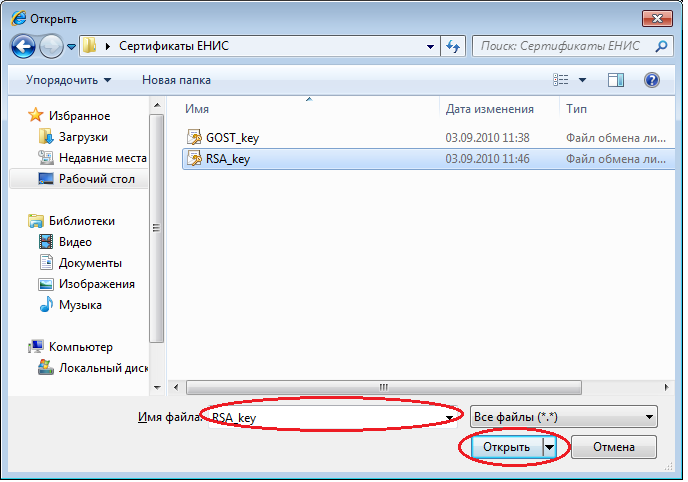 Открыть
Сертификаты ЕНИС
Поиск: Сертификаты ЕНИС
Упорядочить
Новая папка
Имя
Дата изменения
Тип
Избранное
Загрузки
Недавние места
Рабочий стол
Библиотеки
Видео
Документы
Изображения
Музыка
Компьютер
Локальный диск
GOST_key
03.09.2010 11:38
Файл обмена ли...
RSA_key
03.09.2010 11:46
Файл обмена ли...
Имя файла:
RSA_key
Все файлы (*.*)
Открыть
Отмена